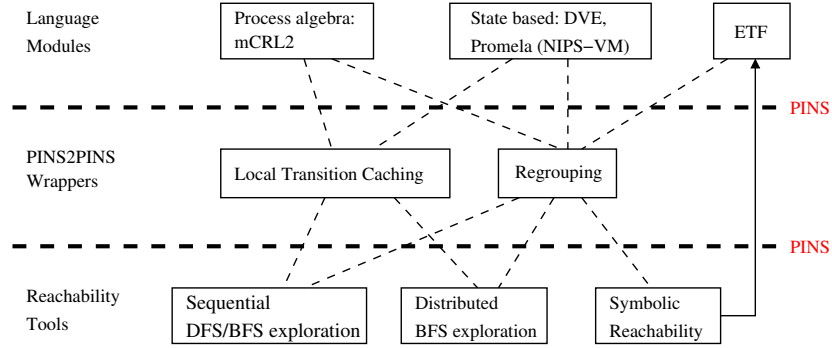 Language
Modules
Process algebra:
mCRL2
State based: DVE,
Promela (NIPS−VM)
ETF
PINS
PINS2PINS
Wrappers
Local Transition Caching
Regrouping
PINS
Reachability
Tools
Sequential
DFS/BFS exploration
Distributed
BFS exploration
Symbolic
Reachability